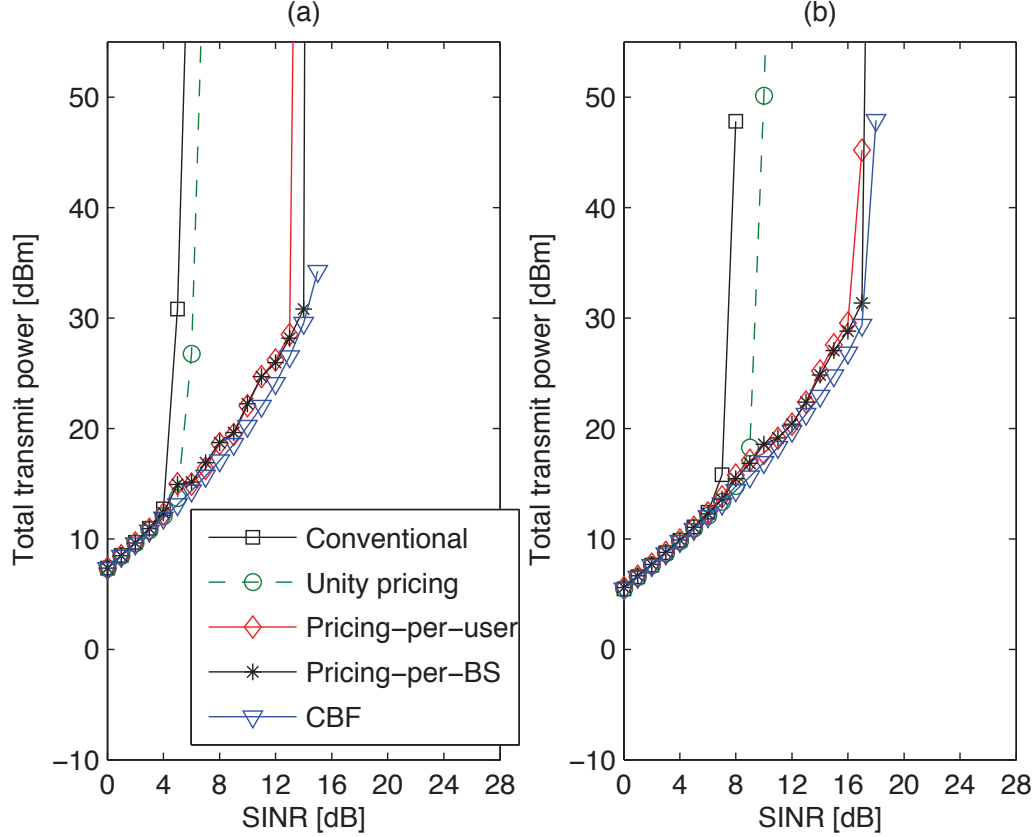 (a)
(b)
Total transmit power [dBm]
50
40
30
20
10
0
−10
0 4 8 12 16 20 24 28
SINR [dB]
Conventional
Unity pricing
Pricing−per−user
Pricing−per−BS
CBF
Total transmit power [dBm]
50
40
30
20
10
0
−10
0 4 8 12 16 20 24 28
SINR [dB]